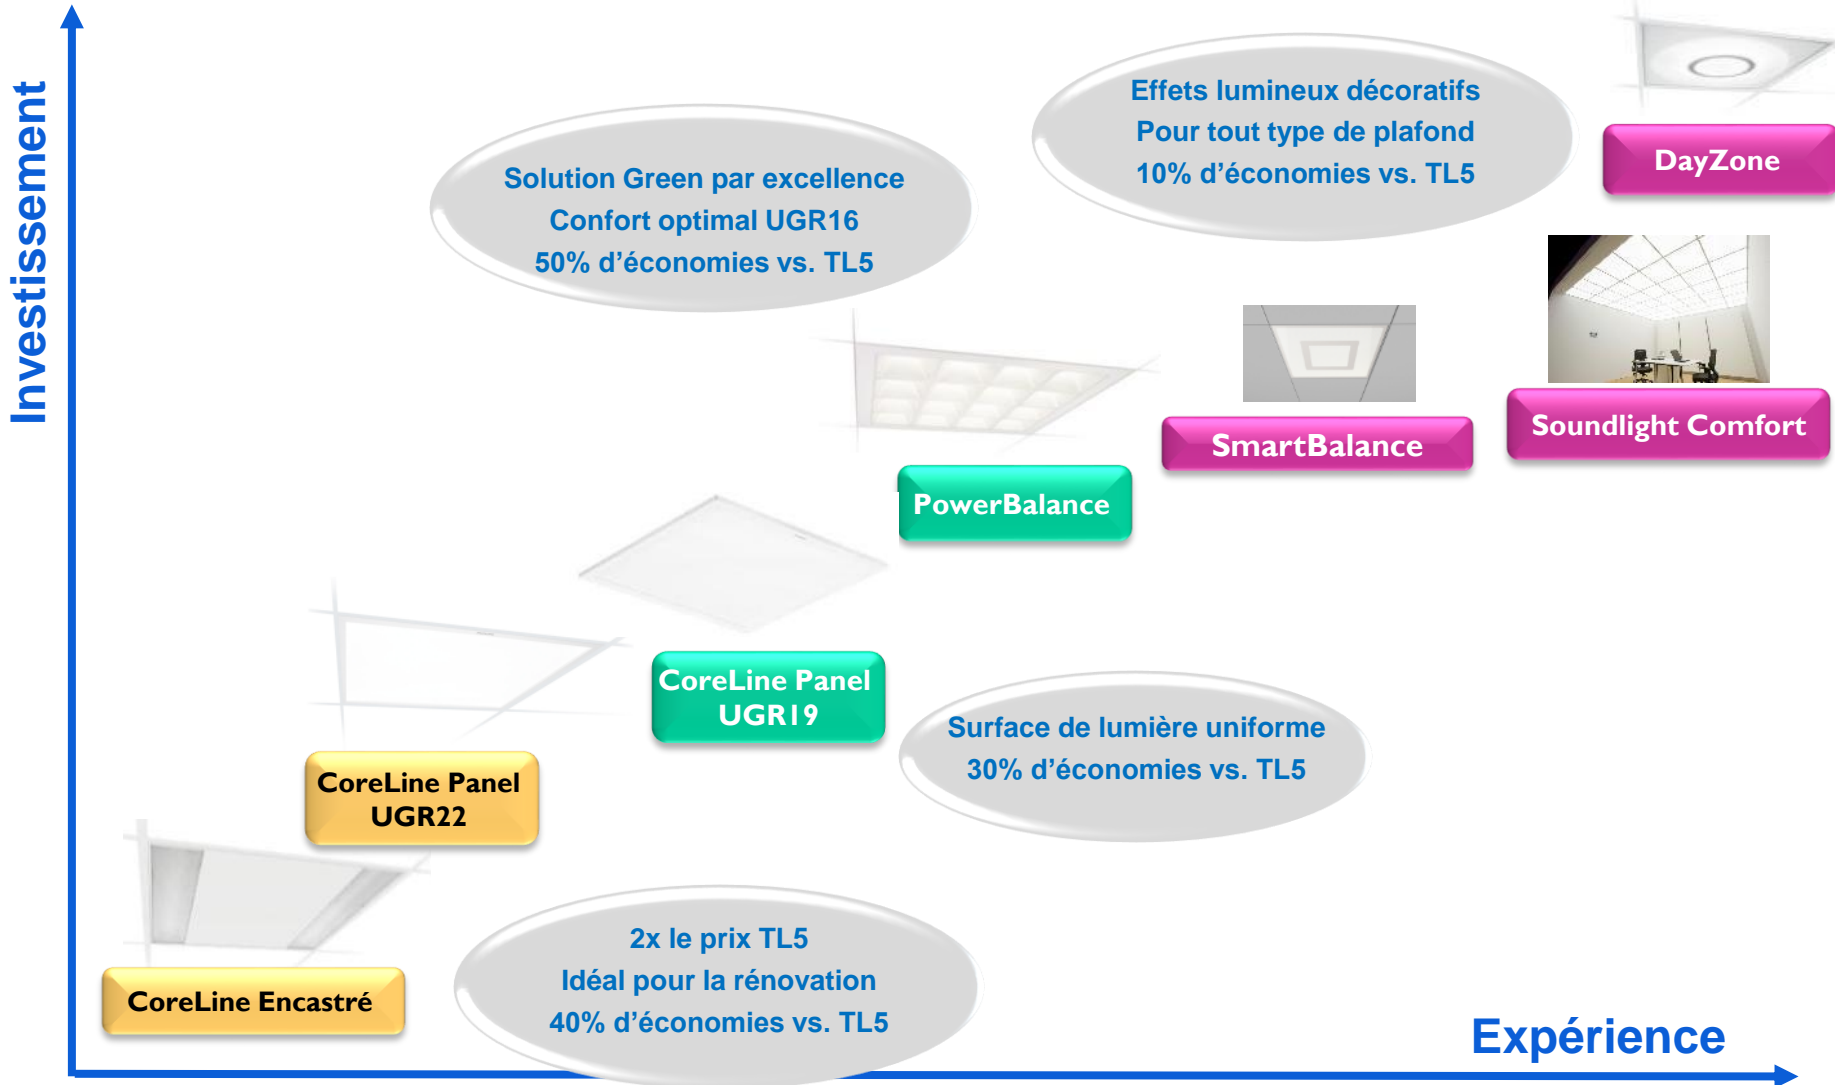 Investissement
Effets lumineux décoratifs
Pour tout type de plafond
10% d’économies vs. TL5
DayZone
Solution Green par excellence
Confort optimal UGR16
50% d’économies vs. TL5
SmartBalance
Soundlight Comfort
PowerBalance
CoreLine Panel
UGR19
Surface de lumière uniforme
30% d’économies vs. TL5
CoreLine Panel
UGR22
2x le prix TL5
Idéal pour la rénovation
40% d’économies vs. TL5
CoreLine Encastré
Expérience